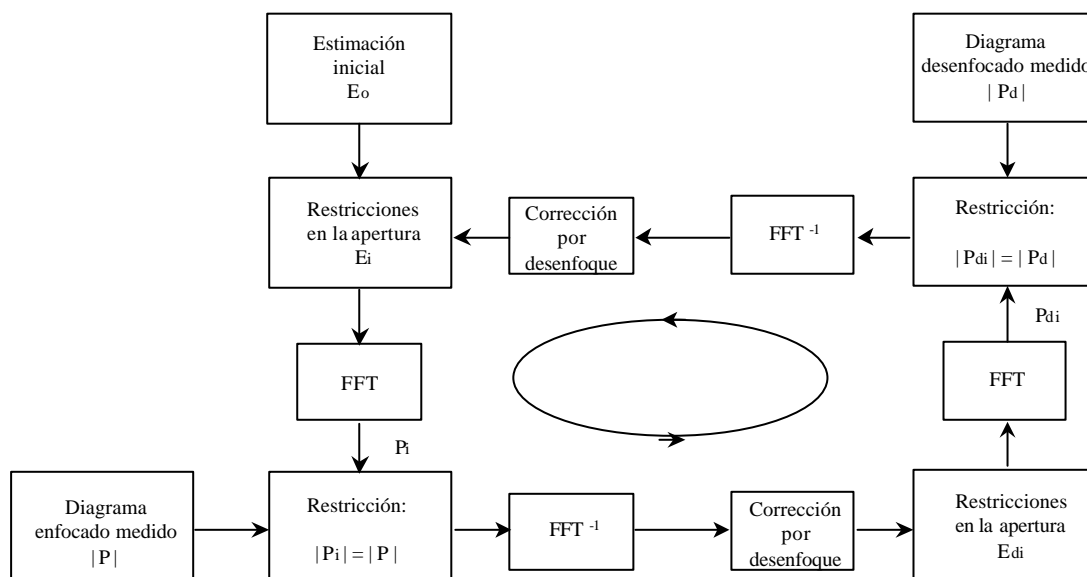 Estimación
inicial
Eo
Diagrama
desenfocado medido
| Pd |
Restricciones
en la apertura
Ei
Corrección
por
desenfoque
FFT -1
Restricción:
| Pdi | = | Pd |
Pdi
FFT
FFT
Pi
Diagrama
enfocado medido
| P |
Restricción:
| Pi | = | P |
FFT -1
Corrección
por
desenfoque
Restricciones
en la apertura
Edi